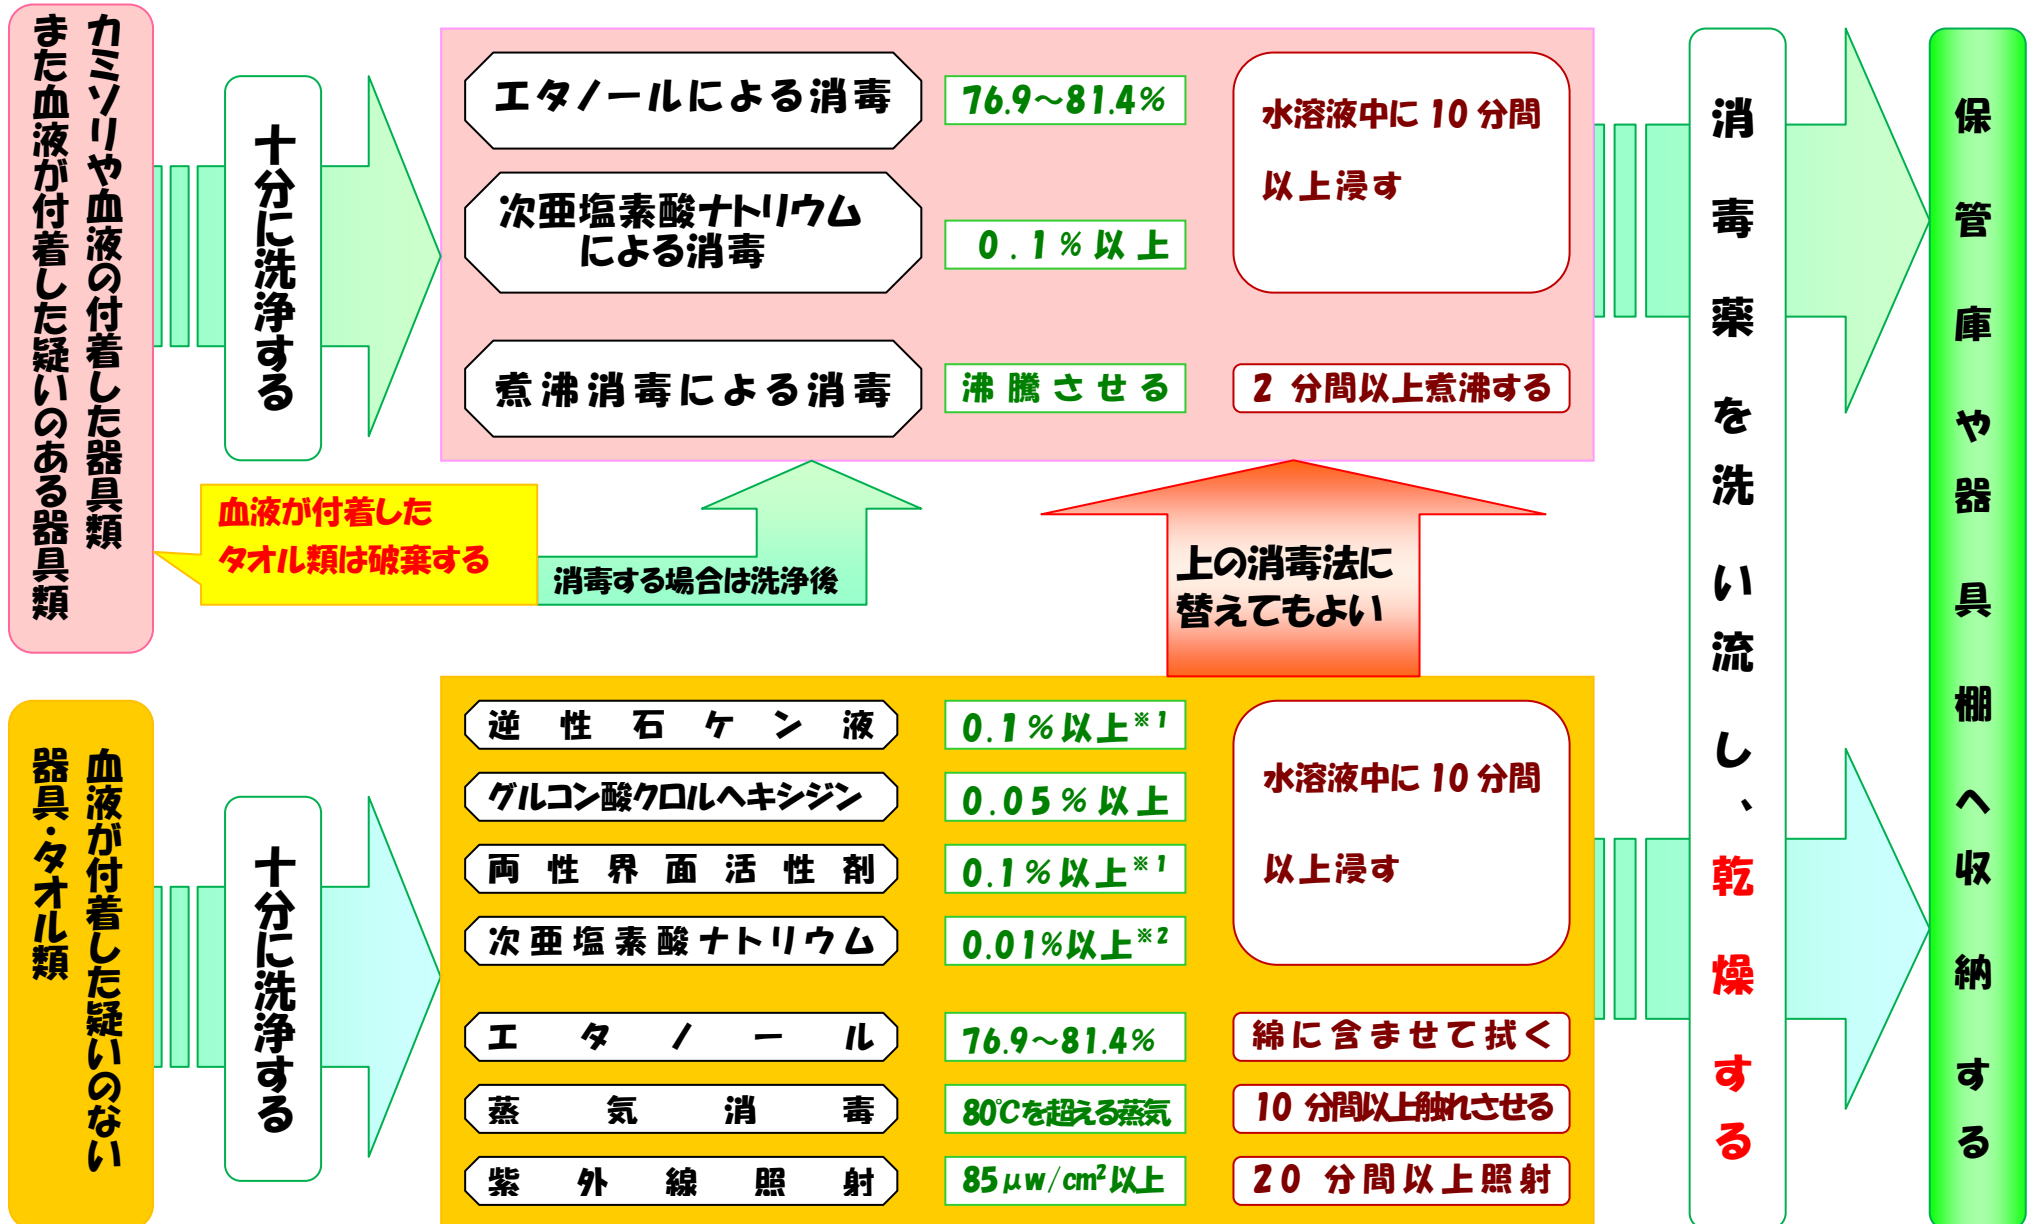 カミソリや血液の付着した器具類
また血液が付着した疑いのある器具類
十分に洗浄する
エタノールによる消毒
76.9～81.4%
次亜塩素酸ナトリウム
による消毒
0.1%以上
水溶液中に10分間
以上浸す
煮沸消毒による消毒
沸騰させる
2分間以上煮沸する
血液が付着した
タオル類は破棄する
消毒する場合は洗浄後
上の消毒法に
替えてもよい
血液が付着した疑いのない
器具・タオル類
十分に洗浄する
逆性石ケン液
0.1%以上※1
グルコン酸クロルヘキシジン
0.05%以上
両性界面活性剤
0.1%以上※1
次亜塩素酸ナトリウム
0.01%以上※2
水溶液中に10分間
以上浸す
エタノール
76.9～81.4%
綿に含ませて拭く
蒸気消毒
80℃を超える蒸気
10分間以上触れさせる
紫外線照射
85μw/cm²以上
20分間以上照射
消毒薬を洗い流し、乾燥する
保管庫や器具棚へ収納する